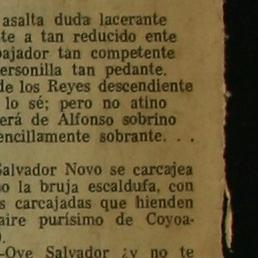 asalta duda lacerante
te a tan reducido ente
bajador tan competente
ersonilla tan pedante.
de los Reyes descendiente
lo sé; pero no atino
erá de Alfonso sobrino
encillamente sobrante. . .
Salvador Novo se carcajea
o la bruja escaldufa, con
s carcajadas que hienden
aire purísimo de Coyoa-
).
-Oye Salvador ¿y no te